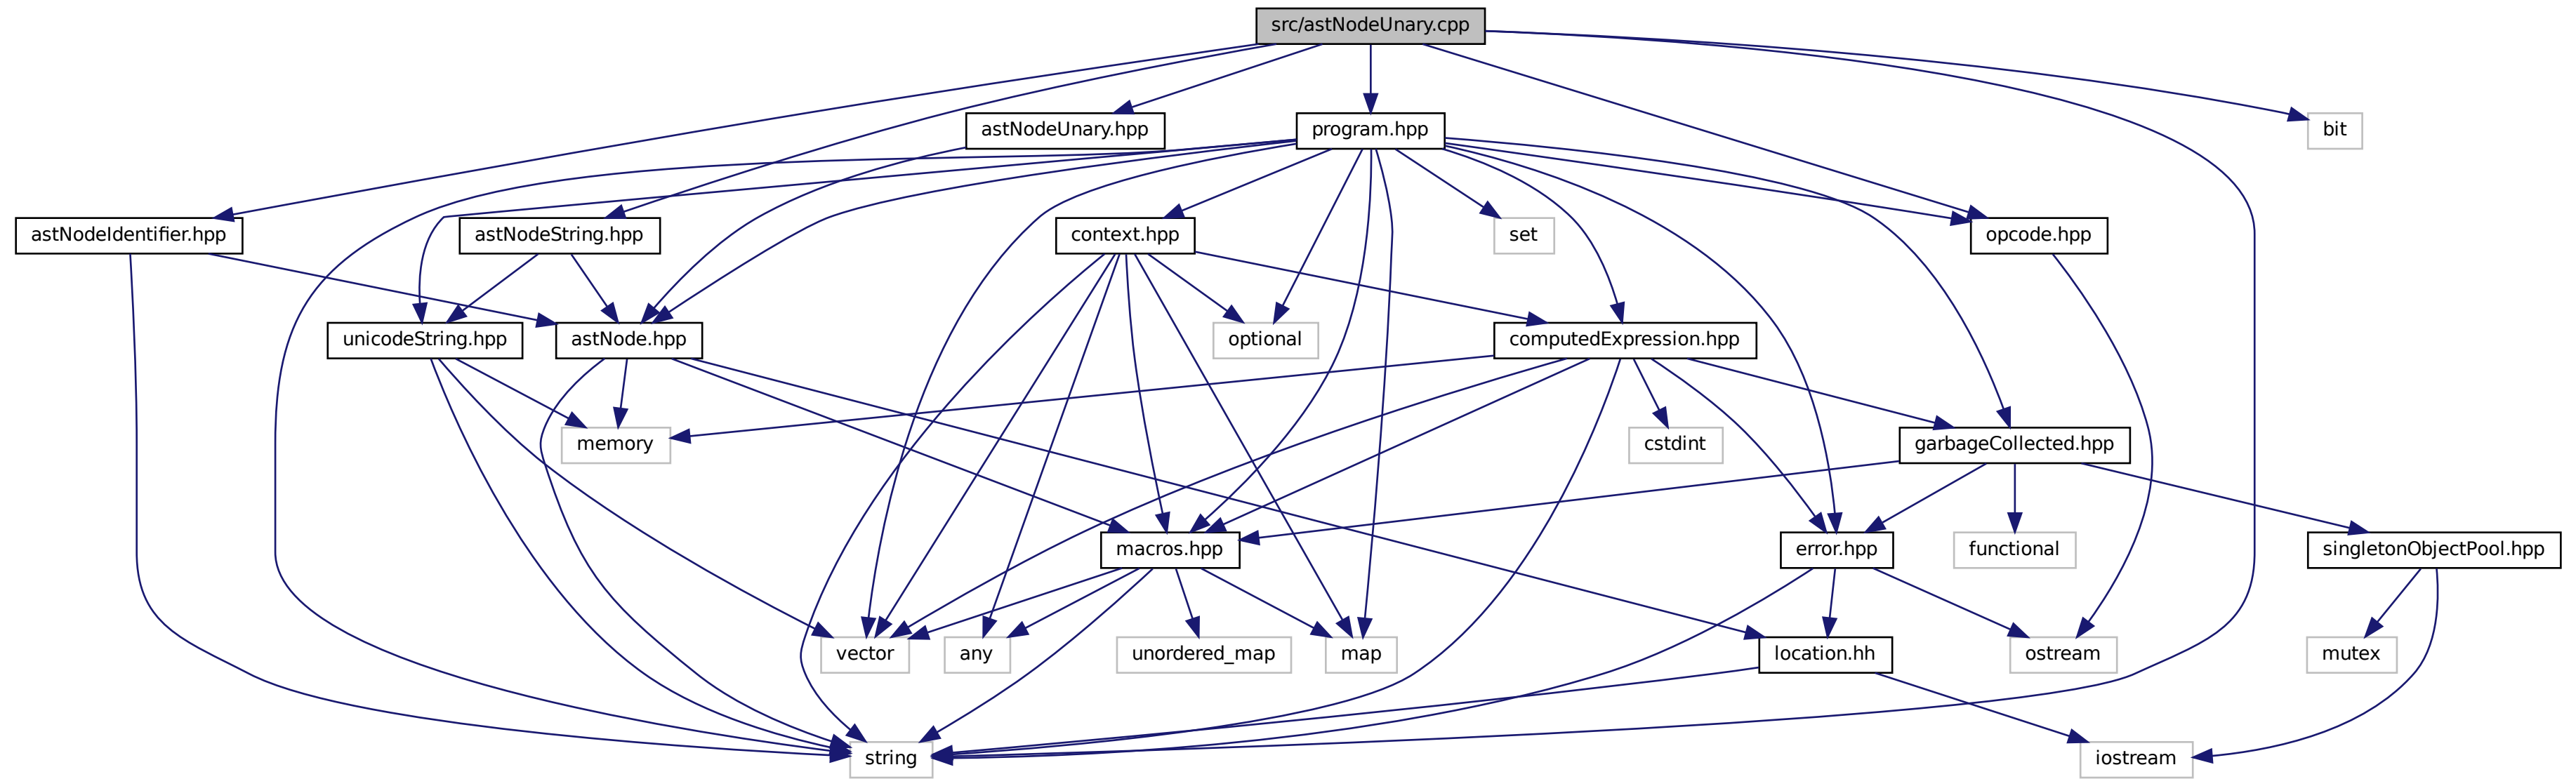 src/astNodeUnary.cpp
astNodeUnary.hpp
program.hpp
bit
astNodeIdentifier.hpp
astNodeString.hpp
context.hpp
set
opcode.hpp
unicodeString.hpp
astNode.hpp
optional
computedExpression.hpp
memory
cstdint
garbageCollected.hpp
macros.hpp
error.hpp
functional
singletonObjectPool.hpp
vector
any
unordered_map
map
location.hh
ostream
mutex
string
iostream